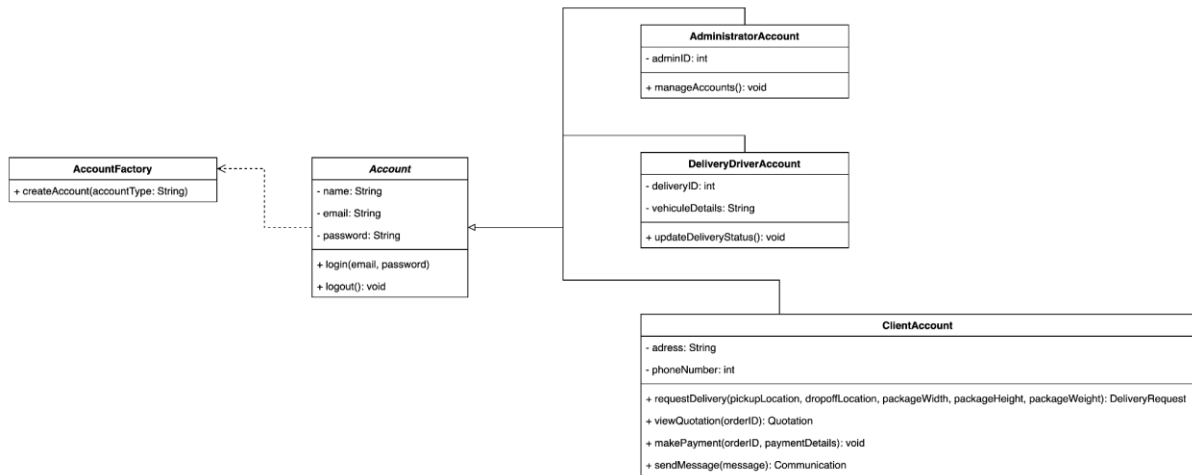 AdministratorAccount
- adminID: int
+ manageAccounts(): void
AccountFactory
+ createAccount(accountType: String)
Account
- name: String
- email: String
- password: String
+ login(email, password)
+ logout(): void
DeliveryDriverAccount
- deliveryID: int
- vehiculeDetails: String
+ updateDeliveryStatus(): void
ClientAccount
- adress: String
- phoneNumber: int
+ requestDelivery(pickupLocation, dropoffLocation, packageWidth, packageHeight, packageWeight): DeliveryRequest
+ viewQuotation(orderID): Quotation
+ makePayment(orderID, paymentDetails): void
+ sendMessage(message): Communication